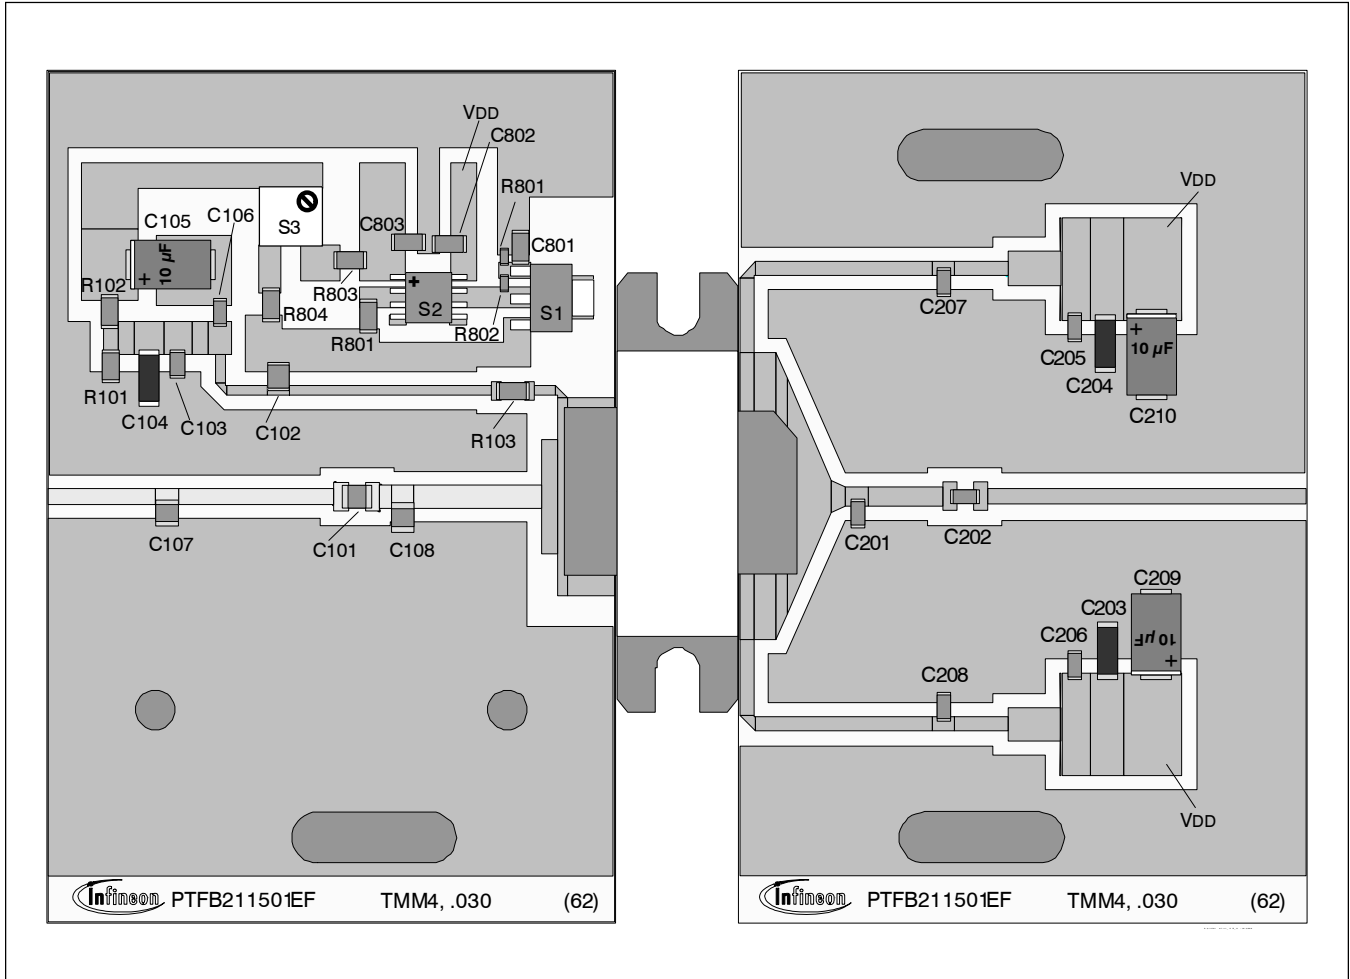 VDD
C802
R801
C105
C106
S3
C803
C801
+
10 µF
R102
R803
+
S2
S1
R804
R801
R802
R101
C104
C103
C102
R103
C107
C101
C108
Infineon
PTFB211501EF
TMM4, .030
(62)
VDD
C207
C205
+
10 µF
C204
C210
C201
C202
C209
C203
C206
10 µF
+
C208
VDD
Infineon
PTFB211501EF
TMM4, .030
(62)